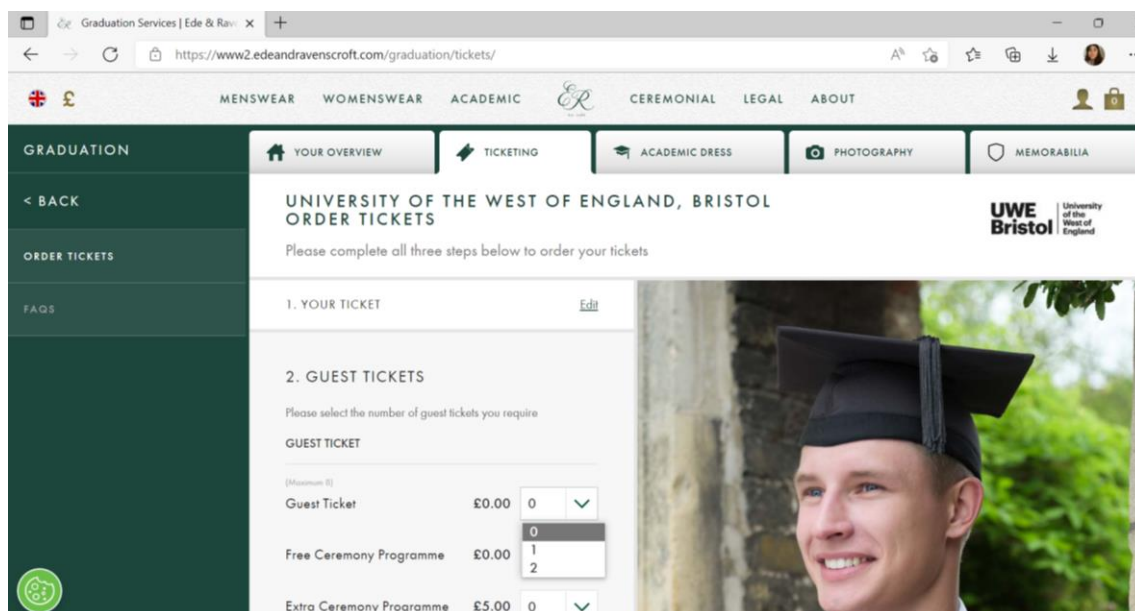 Graduation Services | Ede & Rav
https://www2.edeandravenscroft.com/graduation/tickets/
£
MENSWEAR WOMENSWEAR ACADEMIC ER CEREMONIAL LEGAL ABOUT
0
GRADUATION
YOUR OVERVIEW
TICKETING
ACADEMIC DRESS
PHOTOGRAPHY
MEMORABILIA
< BACK
ORDER TICKETS
FAQS
UNIVERSITY OF THE WEST OF ENGLAND, BRISTOL
ORDER TICKETS
Please complete all three steps below to order your tickets
UWE
Bristol
University
of the
West of
England
1. YOUR TICKET Edit
2. GUEST TICKETS
Please select the number of guest tickets you require
GUEST TICKET
Guest Ticket £0.00 0
0
1
2
Free Ceremony Programme £0.00
Extra Ceremony Programme £5.00 0